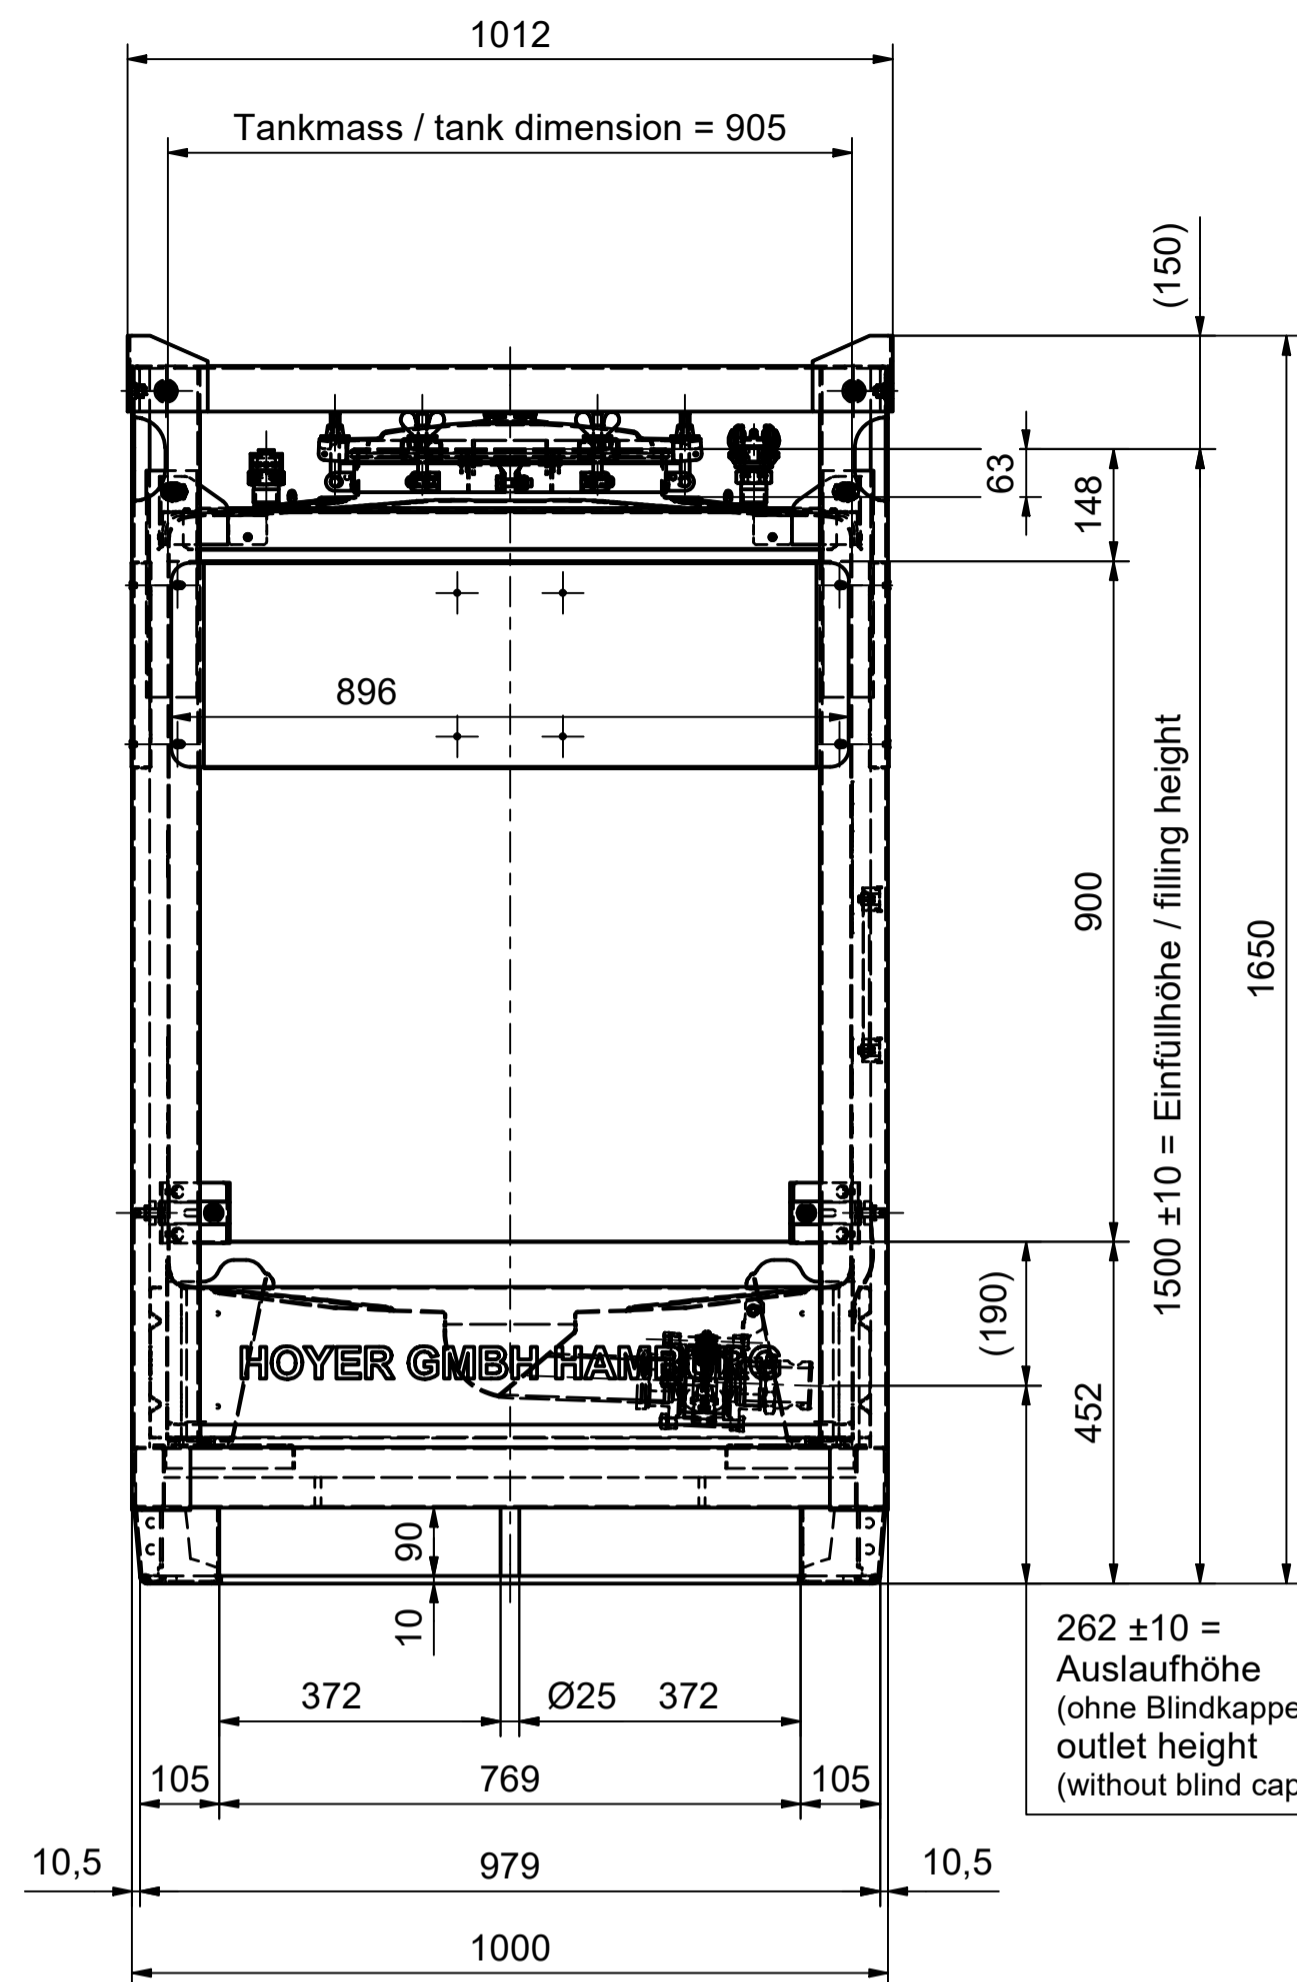 1012
Tankmass / tank dimension = 905
(150)
63
148
896
900
1500 ±10 = Einfüllhöhe / filling height
1650
(190)
HOYER GMBH HAMBURG
452
90
10
262 ±10 =
Auslaufhöhe
(ohne Blindkappe
outlet height
(without blind cap
372
Ø25
372
105
769
105
10,5
979
10,5
1000